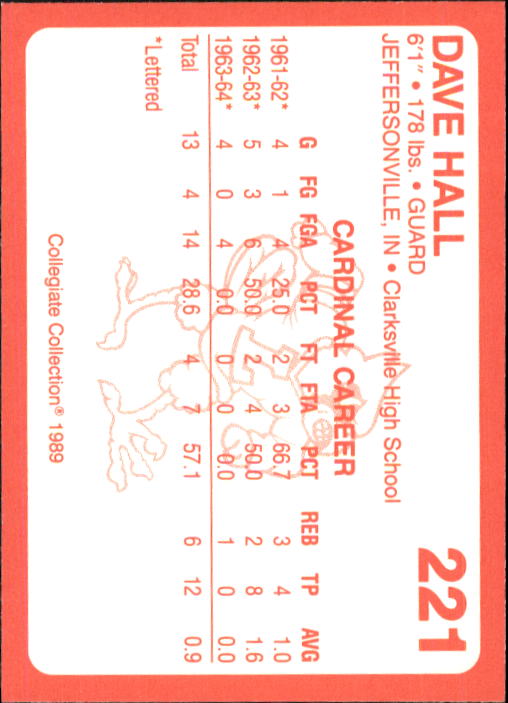 DAVE HALL 221
6'1" • 178 lbs. • GUARD
JEFFERSONVILLE, IN • Clarksville High School
CARDINAL CAREER
G FG FGA PCT FT FTA PCT REB TP AVG
1961-62* 4 1 4 25.0 2 3 66.7 3 4 1.0
1962-63* 5 3 6 50.0 2 4 50.0 2 8 1.6
1963-64* 4 0 4 0.0 0 0 0.0 1 0 0.0
Total 13 4 14 28.6 4 7 57.1 6 12 0.9
*Lettered
Collegiate Collection® 1989